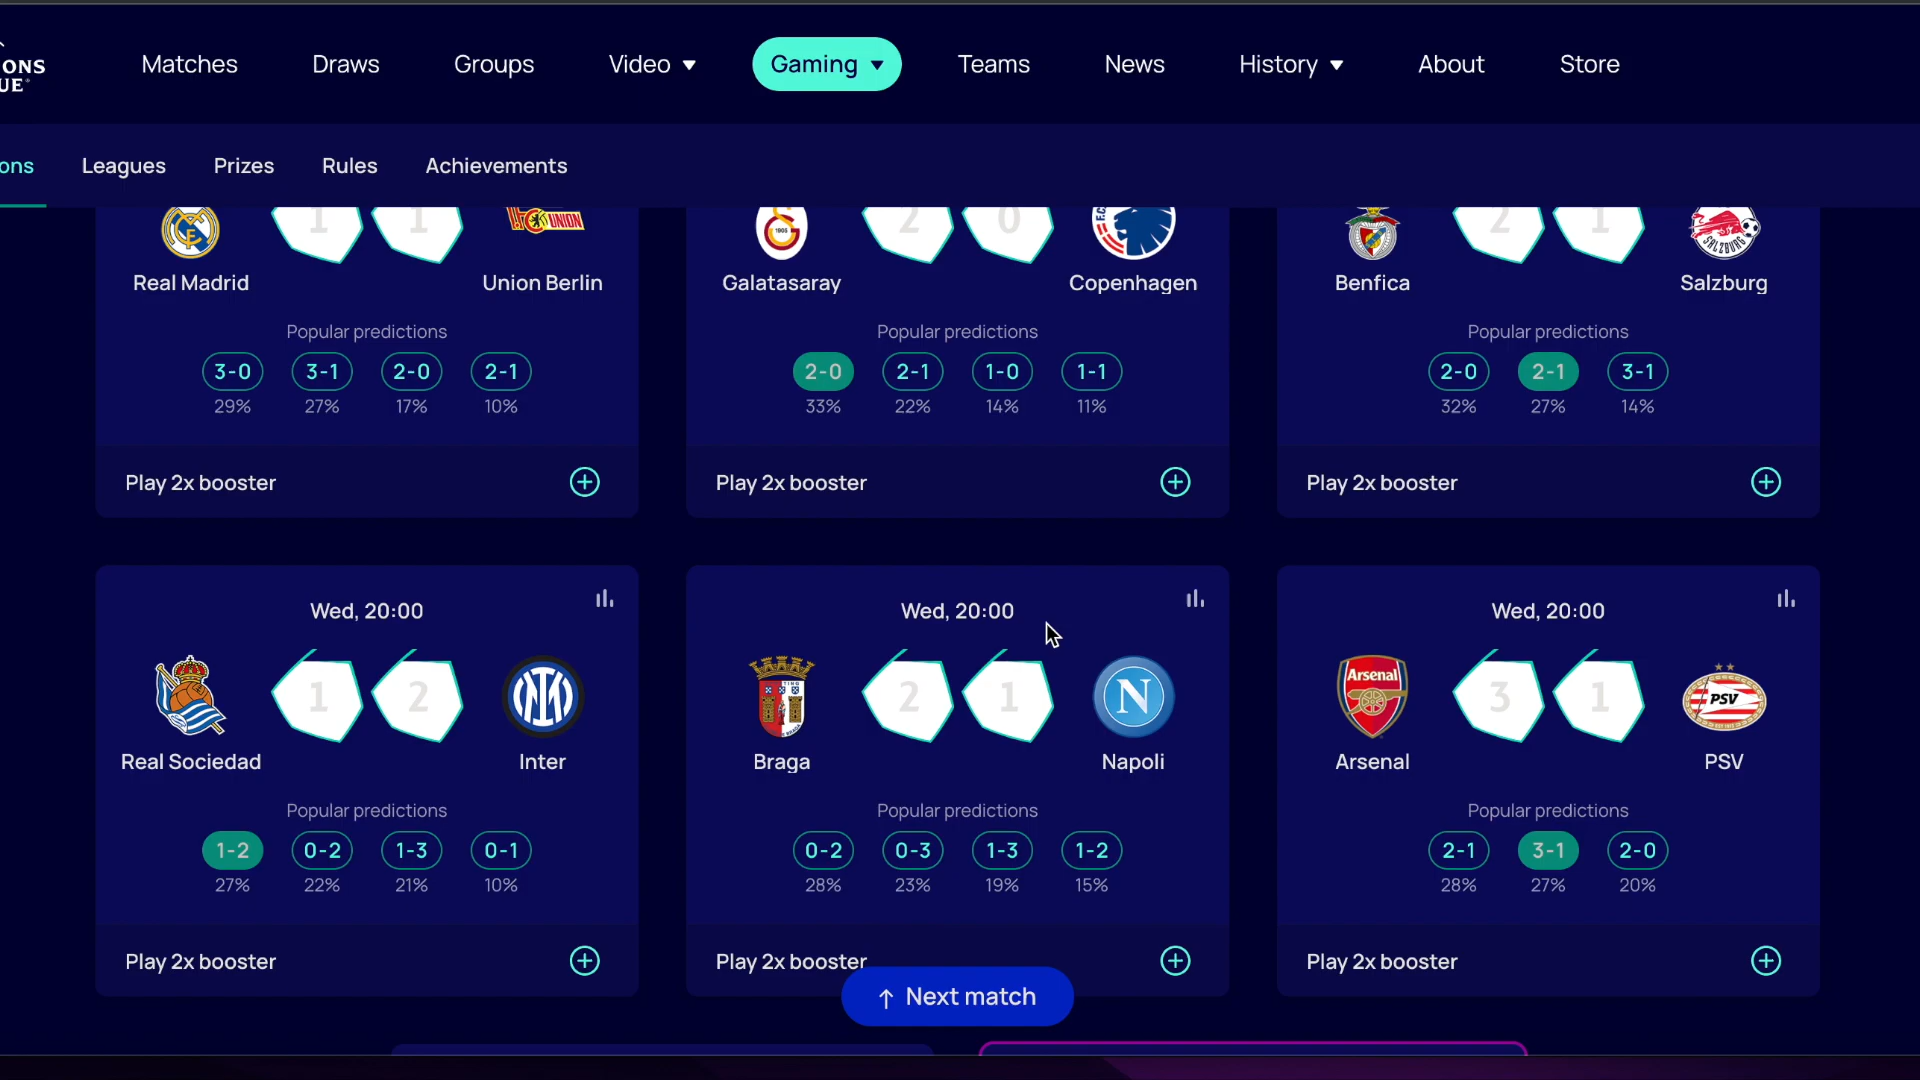 ONS
UE
Matches
Draws
Groups
Video
Gaming
Teams
News
History
About
Store
ons
Leagues
Prizes
Rules
Achievements
1
1
UNION
Real Madrid
Union Berlin
Popular predictions
3-0
3-1
2-0
2-1
29%
27%
17%
10%
Play 2x booster
1905
2
0
F.C.
Galatasaray
Copenhagen
Popular predictions
2-0
2-1
1-0
1-1
33%
22%
14%
11%
Play 2x booster
2
1
SALZBURG
Benfica
Salzburg
Popular predictions
2-0
2-1
3-1
32%
27%
14%
Play 2x booster
Wed, 20:00
1
2
Real Sociedad
Inter
Popular predictions
1-2
0-2
1-3
0-1
27%
22%
21%
10%
Play 2x booster
Wed, 20:00
2
1
N
Braga
Napoli
Popular predictions
0-2
0-3
1-3
1-2
28%
23%
19%
15%
Play 2x booster
Wed, 20:00
Arsenal
3
1
PSV
Arsenal
PSV
Popular predictions
2-1
3-1
2-0
28%
27%
20%
Play 2x booster
↑ Next match